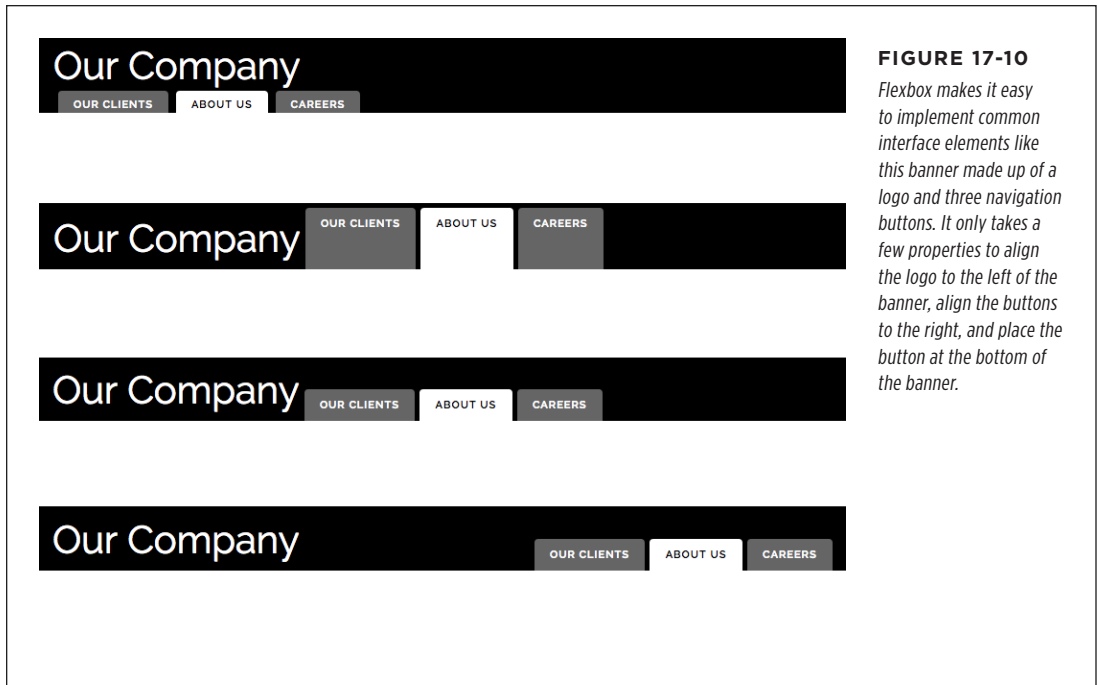 Our Company
OUR CLIENTS ABOUT US CAREERS
Our Company OUR CLIENTS ABOUT US CAREERS
Our Company OUR CLIENTS ABOUT US CAREERS
Our Company OUR CLIENTS ABOUT US CAREERS
FIGURE 17-10
Flexbox makes it easy
to implement common
interface elements like
this banner made up of a
logo and three navigation
buttons. It only takes a
few properties to align
the logo to the left of the
banner, align the buttons
to the right, and place the
button at the bottom of
the banner.